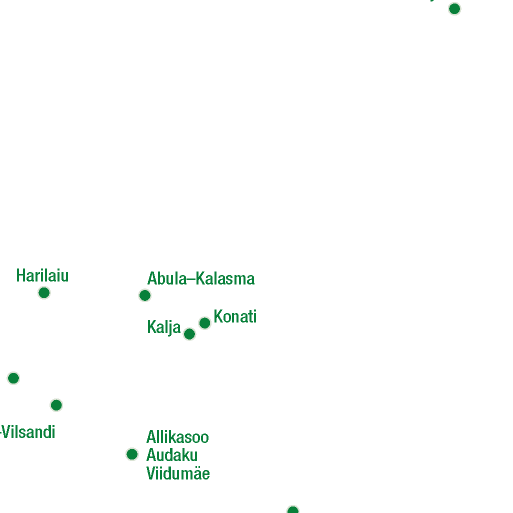 Harilaiu
Abula–Kalasma
Konati
Kalja
-Vilsandi
Allikasoo
Audaku
Viidumäe